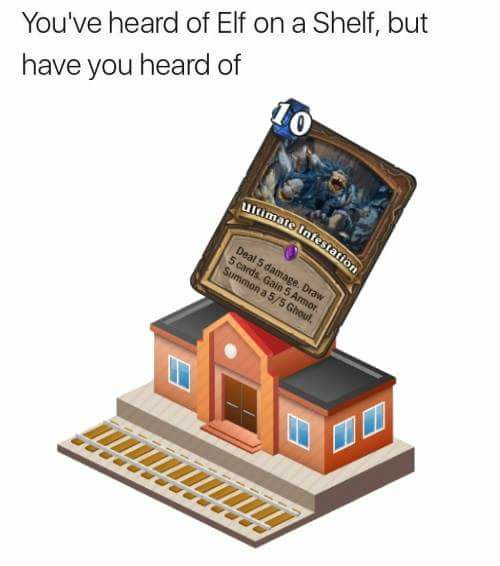 You've heard of Elf on a Shelf, but
have you heard of
10
Ultimate Infestation
Deal 5 damage. Draw
5 cards. Gain 5 Armor.
Summon a 5/5 Ghoul.